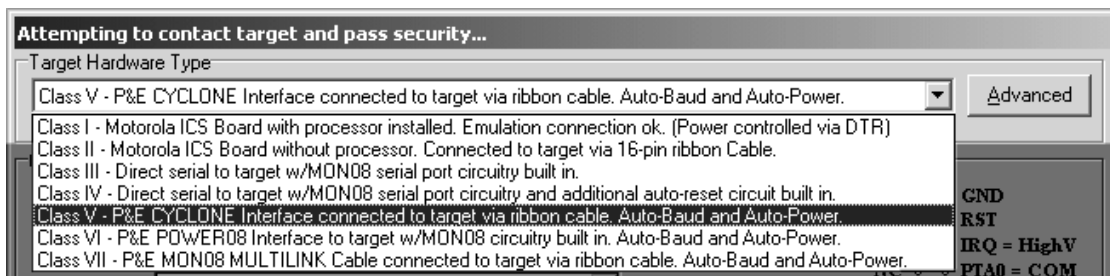 Attempting to contact target and pass security...
Target Hardware Type
Class V - P&E CYCLONE Interface connected to target via ribbon cable. Auto-Baud and Auto-Power.
Advanced
Class I - Motorola ICS Board with processor installed. Emulation connection ok. (Power controlled via DTR)
Class II - Motorola ICS Board without processor. Connected to target via 16-pin ribbon Cable.
Class III - Direct serial to target w/MON08 serial port circuitry built in.
Class IV - Direct serial to target w/MON08 serial port circuitry and additional auto-reset circuit built in.
Class V - P&E CYCLONE Interface connected to target via ribbon cable. Auto-Baud and Auto-Power.
Class VI - P&E POWER08 Interface to target w/MON08 circuitry built in. Auto-Baud and Auto-Power.
Class VII - P&E MON08 MULTILINK Cable connected to target via ribbon cable. Auto-Baud and Auto-Power.
GND
RST
IRQ = HighV
PTA0 = COM